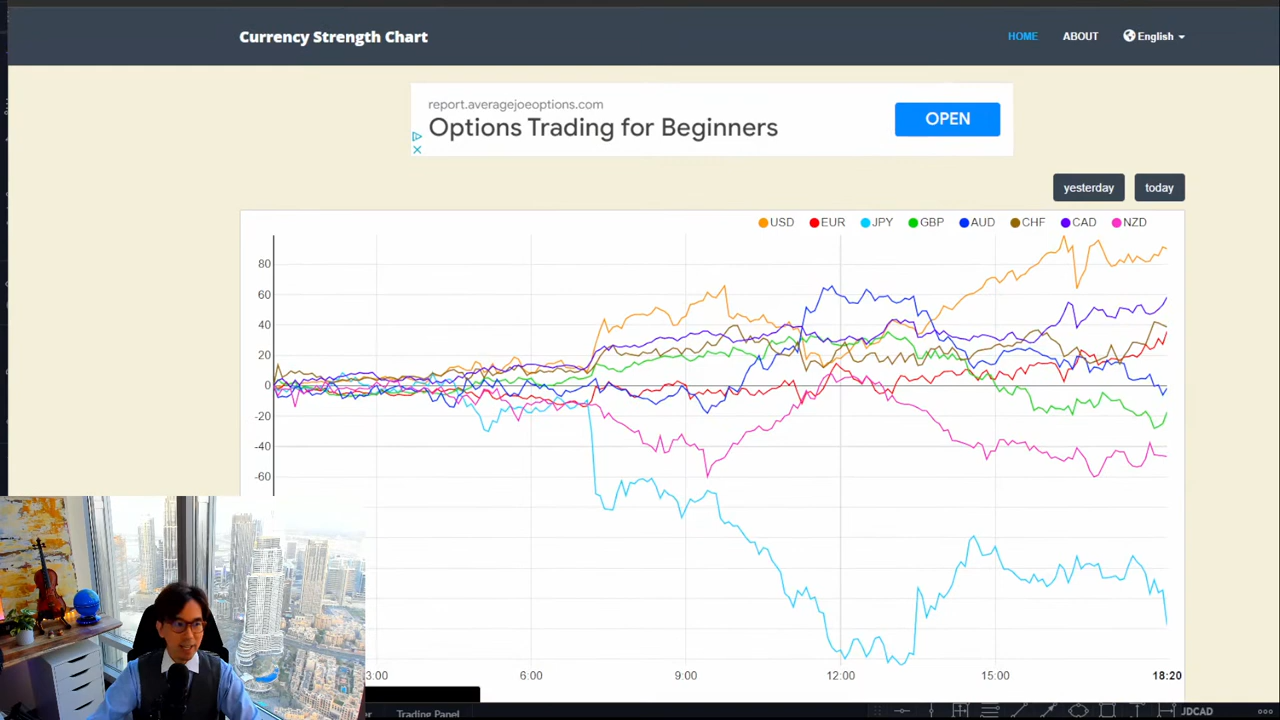 Currency Strength Chart
HOME
ABOUT
English
report.averagejoeoptions.com
Options Trading for Beginners
OPEN
yesterday
today
USD
EUR
JPY
GBP
AUD
CHF
CAD
NZD
80
60
40
20
0
-20
-40
-60
3:00
6:00
9:00
12:00
15:00
18:20
Trading Panel
JDCAD